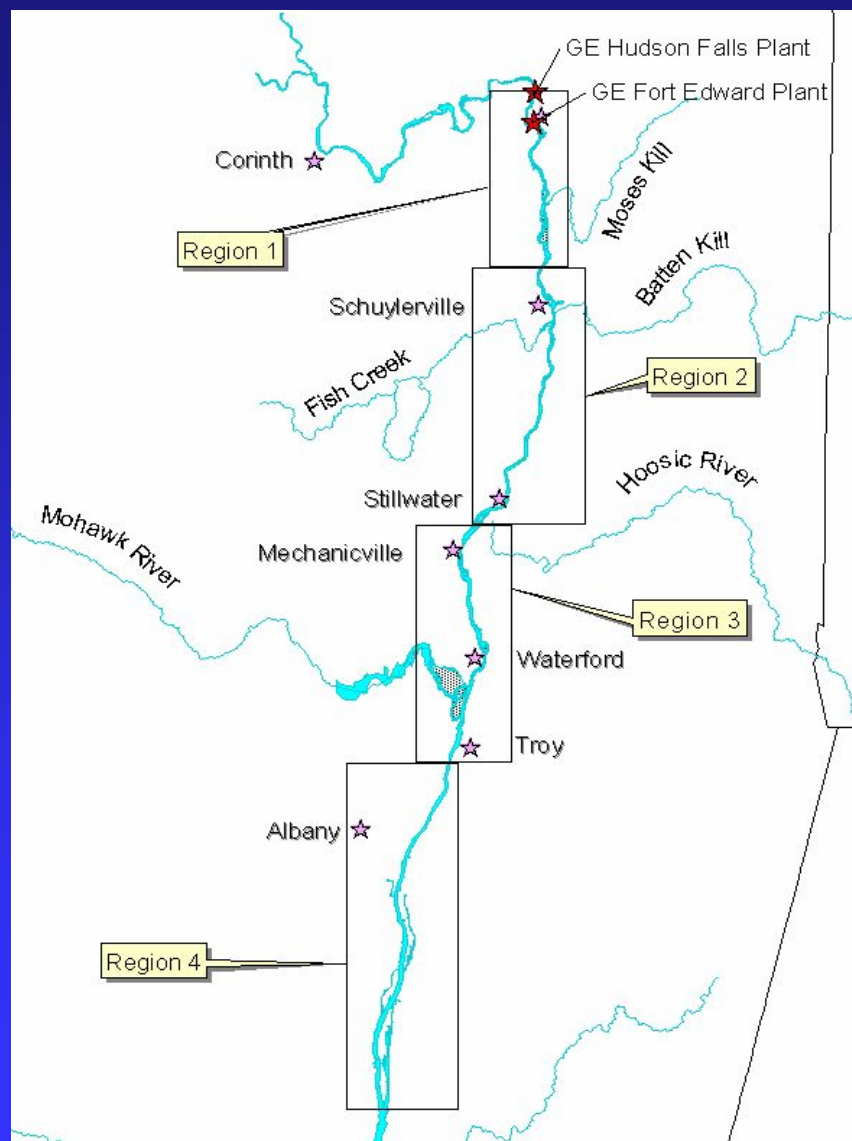 GE Hudson Falls Plant
GE Fort Edward Plant
Corinth
Moses Kill
Region 1
Batten Kill
Schuylerville
Region 2
Fish Creek
Hoosic River
Stillwater
Mohawk River
Mechanicville
Region 3
Waterford
Troy
Albany
Region 4